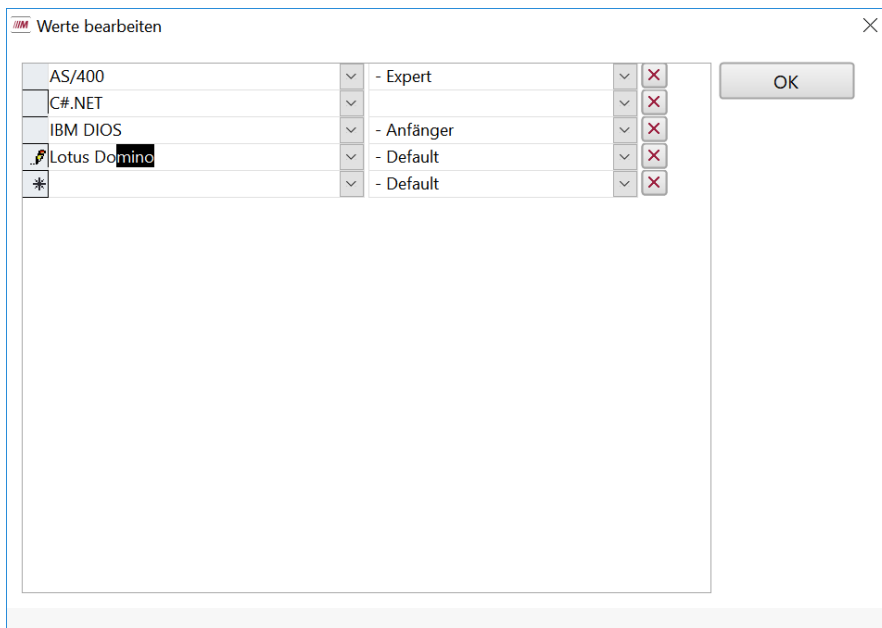 Werte bearbeiten
AS/400 - Expert
OK
C#.NET
IBM DIOS - Anfänger
Lotus Domino - Default
- Default